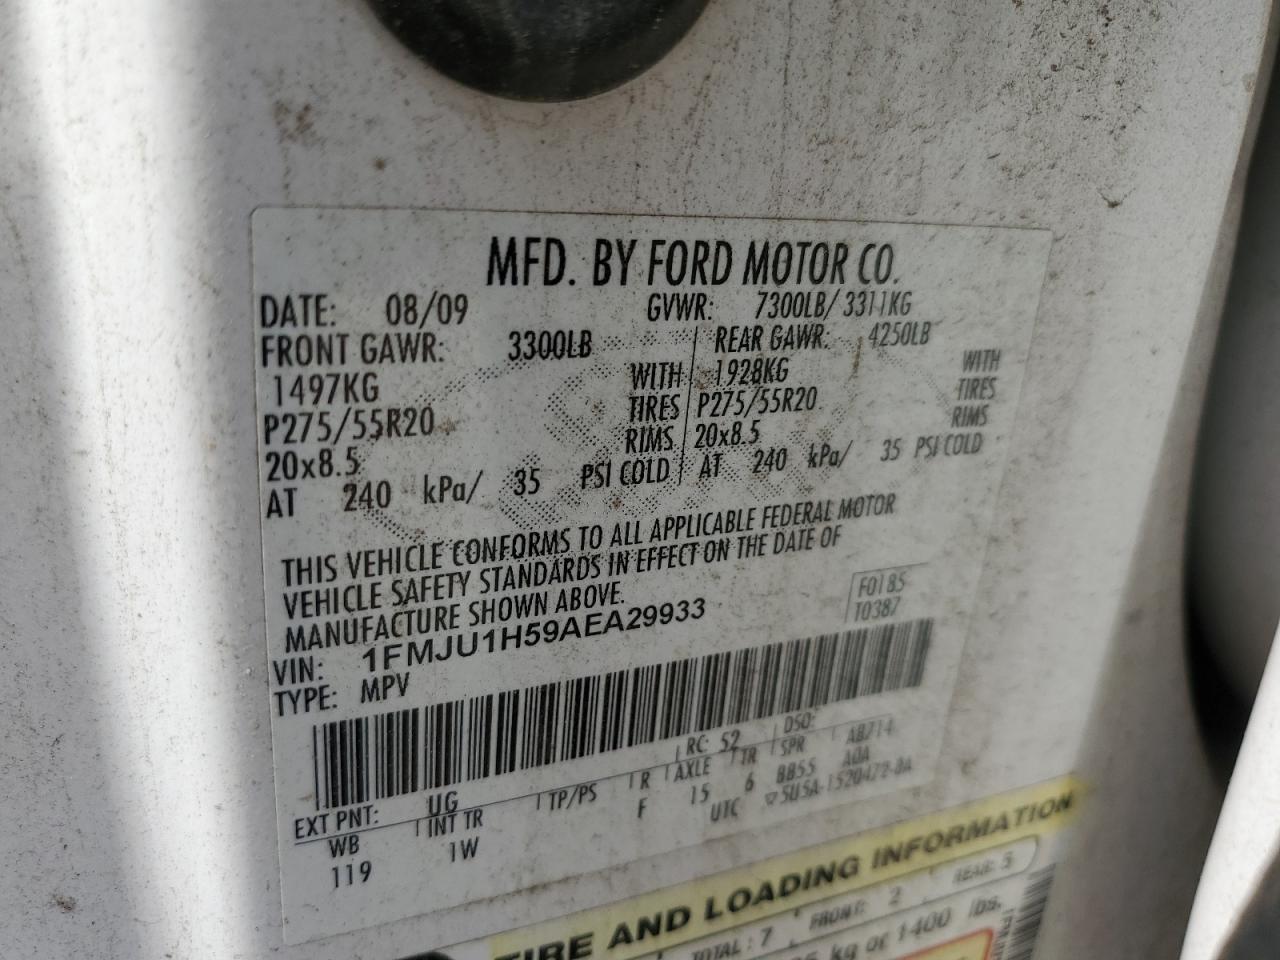 MFD. BY FORD MOTOR CO.
DATE: 08/09 GVWR: 7300LB/ 3311KG
FRONT GAWR: 3300LB REAR GAWR: 4250LB
1497KG WITH 1928KG WITH
P275/55R20 TIRES P275/55R20 TIRES
20x8.5 RIMS 20x8.5 RIMS
AT 240 kPa/ 35 PSI COLD AT 240 kPa/ 35 PSI COLD
THIS VEHICLE CONFORMS TO ALL APPLICABLE FEDERAL MOTOR
VEHICLE SAFETY STANDARDS IN EFFECT ON THE DATE OF
MANUFACTURE SHOWN ABOVE.
F0185
T0387
VIN: 1FMJU1H59AEA29933
TYPE: MPV
EXT PNT: UG RC: 52 DSO:
WB INT TR TP/PS R AXLE TR SPR
119 1W F 15 6 BB55
UTC
TIRE AND LOADING INFORMATION
TOTAL: 7 FRONT: 2 REAR: 5
kg or 1400 lbs.